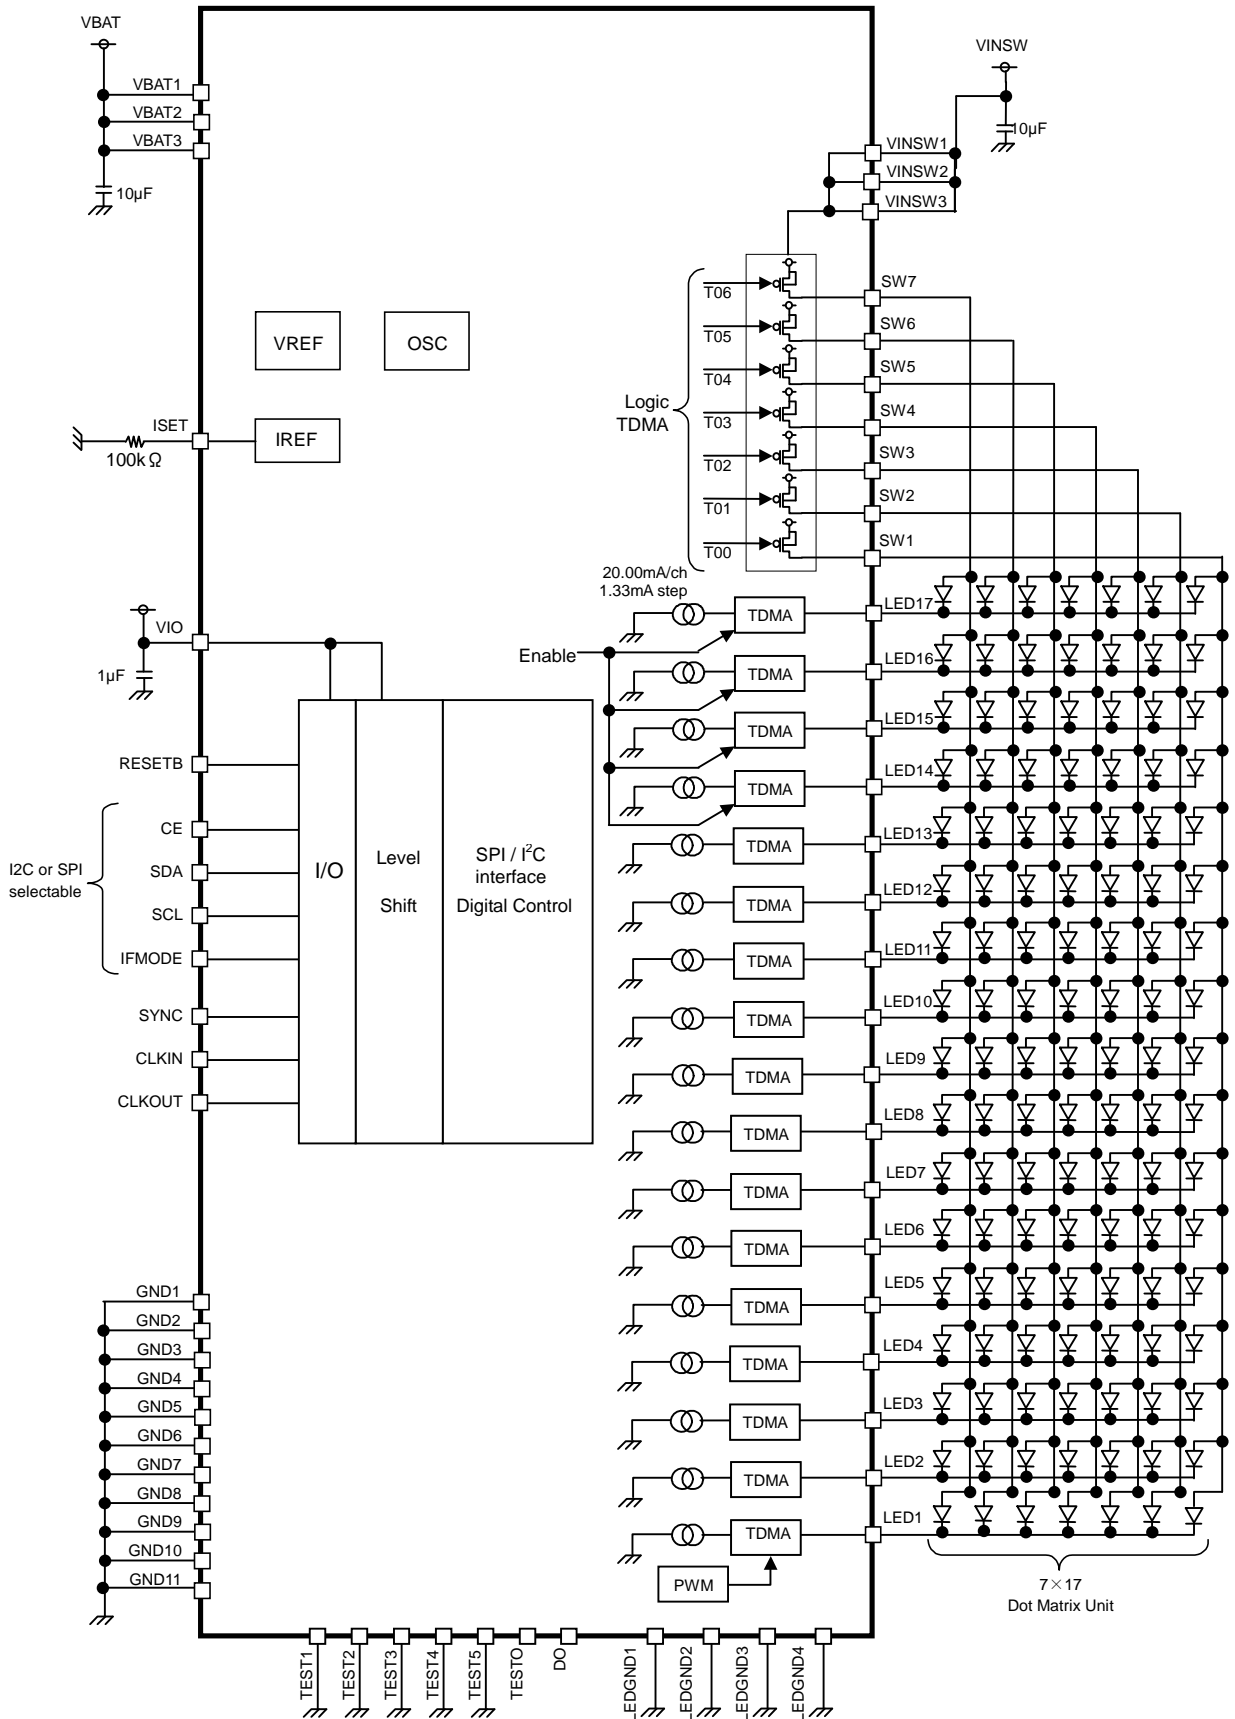 VBAT
VINSW
VBAT1
VBAT2
VBAT3
10µF
10µF
VINSW1
VINSW2
VINSW3
SW7
T06
SW6
T05
SW5
T04
SW4
T03
Logic
TDMA
SW3
T02
SW2
T01
SW1
T00
VREF
OSC
ISET
100kΩ
IREF
20.00mA/ch
1.33mA step
TDMA
LED17
VIO
1µF
Enable
TDMA
LED16
TDMA
LED15
TDMA
LED14
RESETB
CE
SDA
SCL
IFMODE
I2C or SPI
selectable
SYNC
CLKIN
CLKOUT
I/O
Level
Shift
SPI / I²C
interface
Digital Control
TDMA
LED13
TDMA
LED12
TDMA
LED11
TDMA
LED10
TDMA
LED9
TDMA
LED8
TDMA
LED7
TDMA
LED6
TDMA
LED5
TDMA
LED4
TDMA
LED3
TDMA
LED2
TDMA
LED1
PWM
GND1
GND2
GND3
GND4
GND5
GND6
GND7
GND8
GND9
GND10
GND11
7×17
Dot Matrix Unit
TEST1
TEST2
TEST3
TEST4
TEST5
TESTO
DO
EDGND1
EDGND2
EDGND3
EDGND4